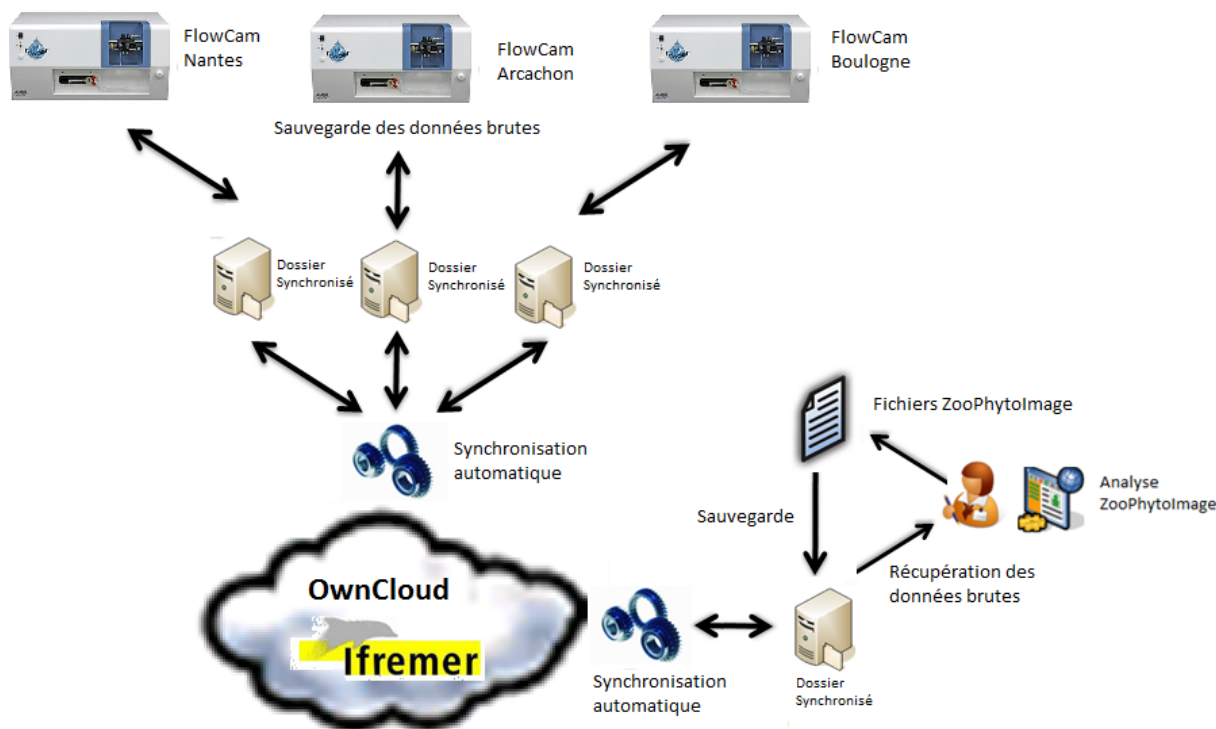 FlowCam
Nantes
FlowCam
Arcachon
FlowCam
Boulogne
Sauvegarde des données brutes
Dossier
Synchronisé
Dossier
Synchronisé
Dossier
Synchronisé
Synchronisation
automatique
Fichiers ZooPhytoImage
Analyse
ZooPhytoImage
Sauvegarde
Récupération des
données brutes
OwnCloud
Ifremer
Synchronisation
automatique
Dossier
Synchronisé